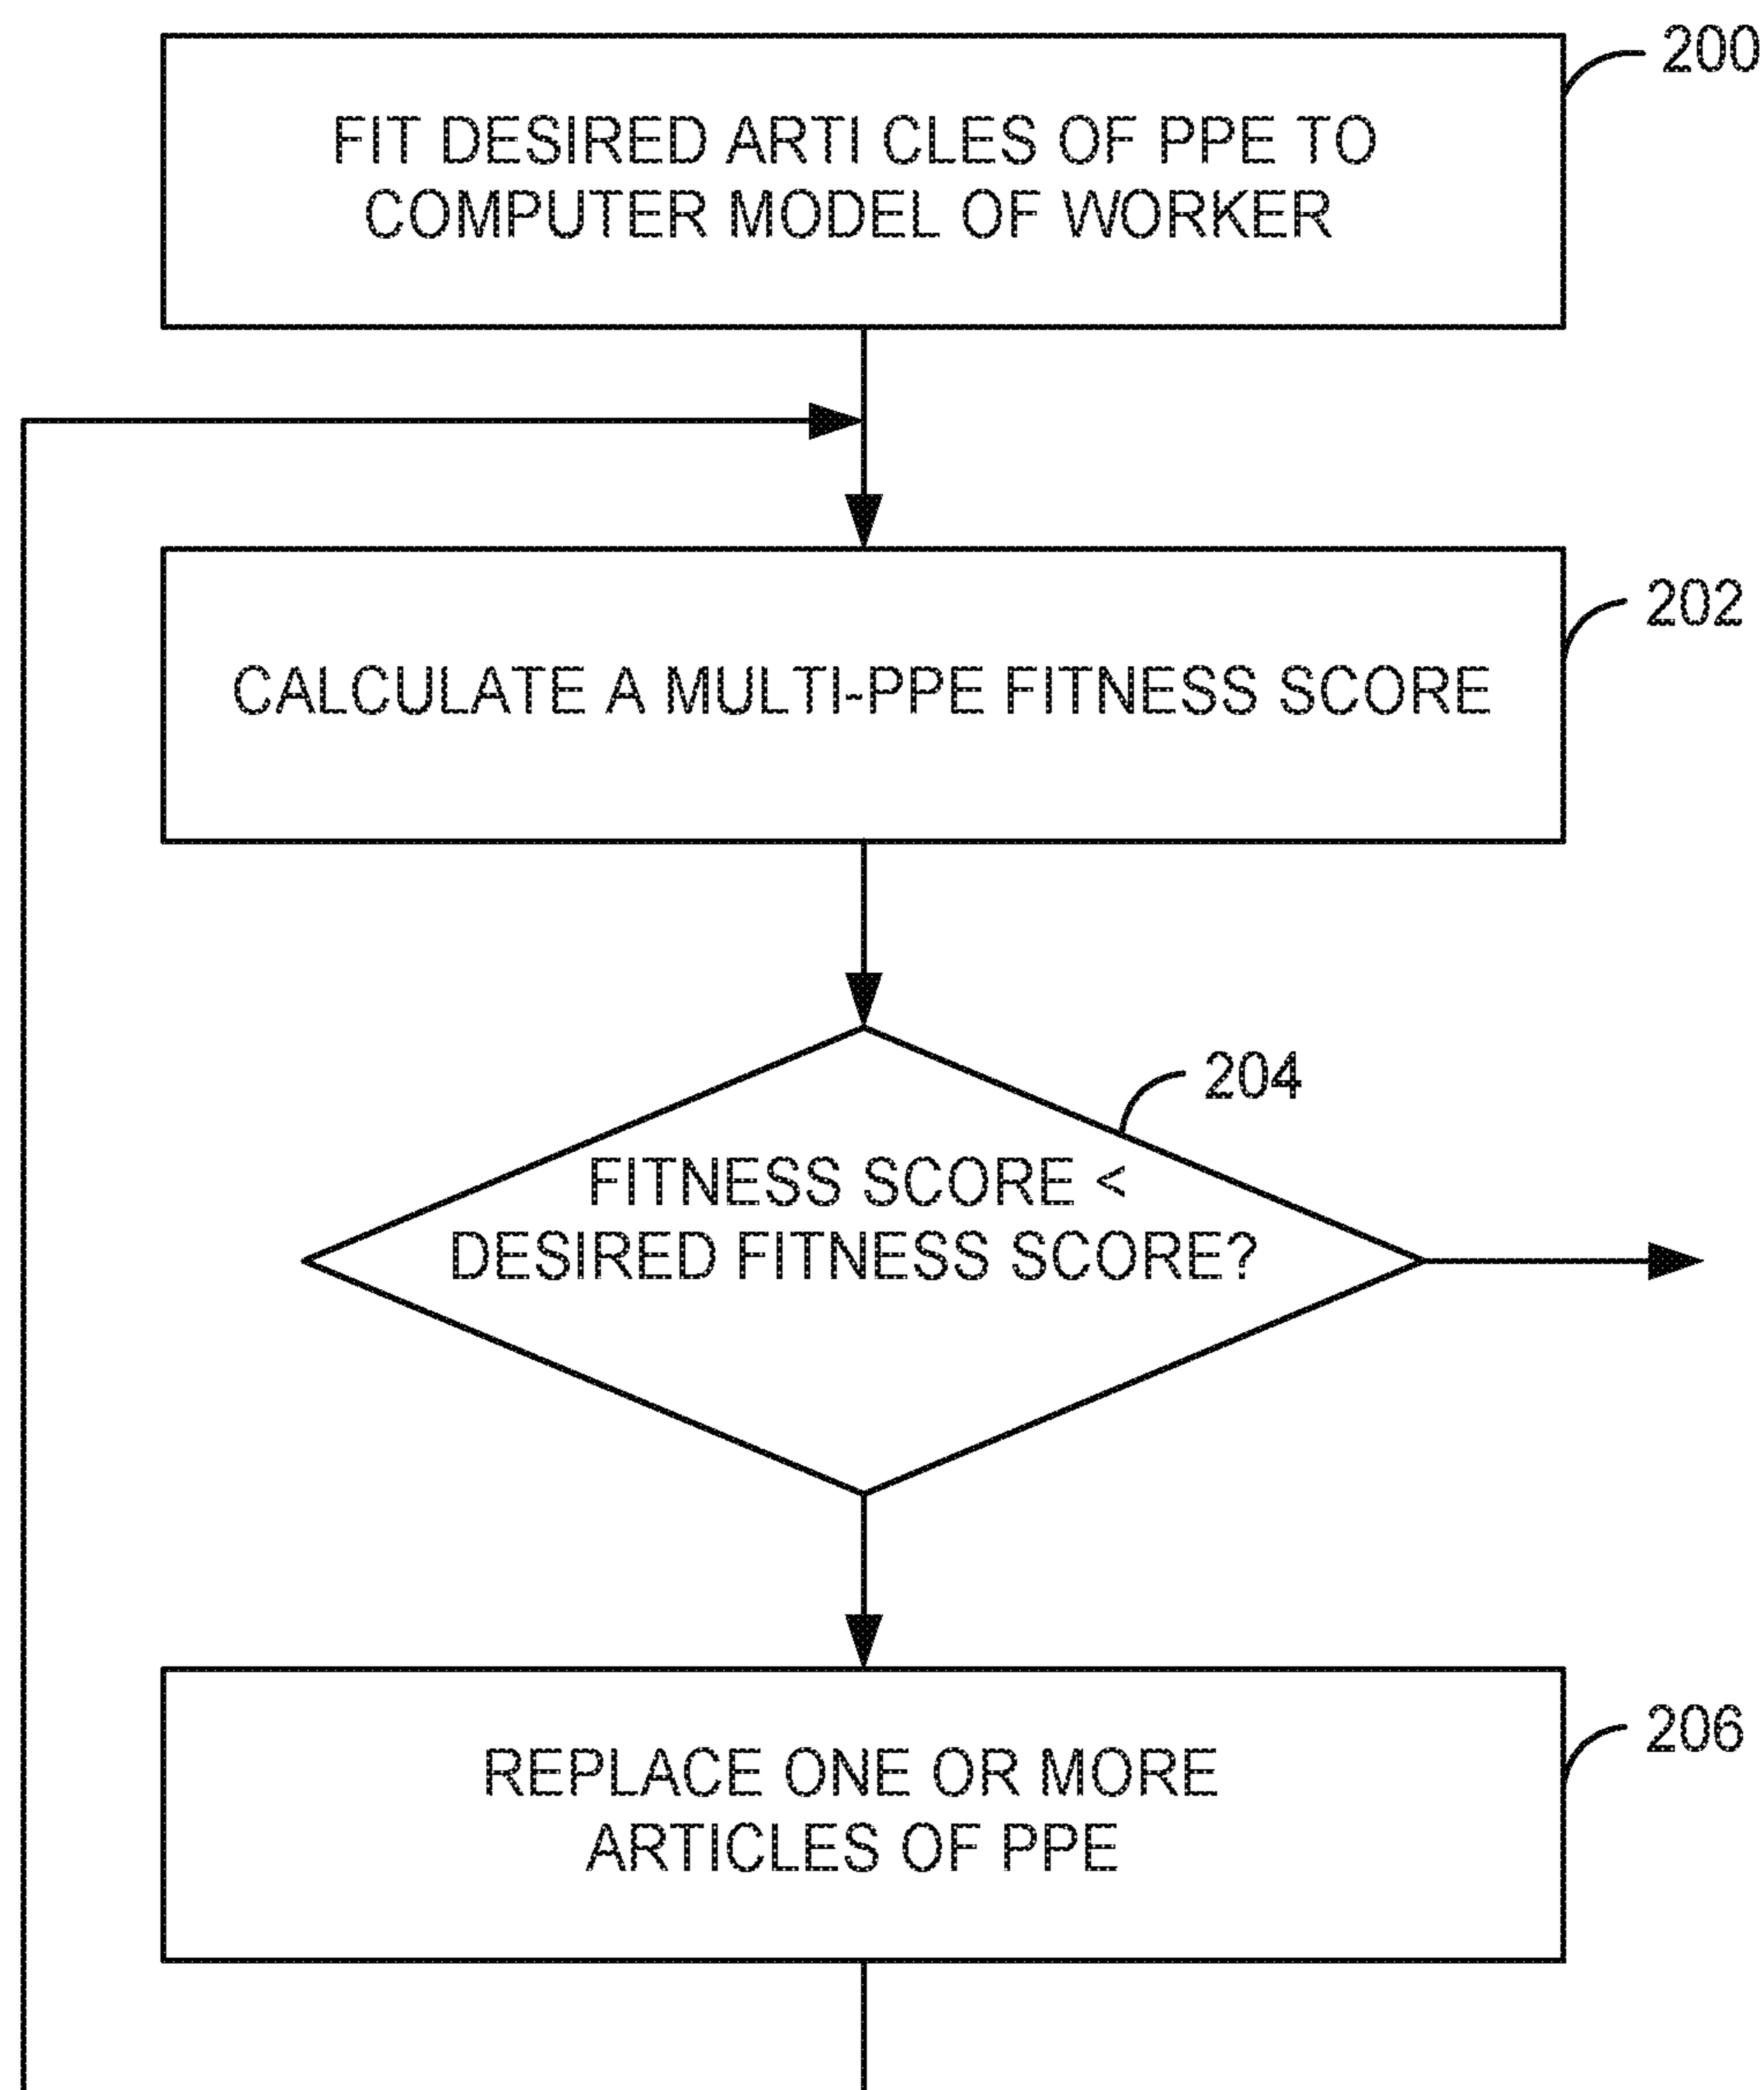 200
FIT DESIRED ARTI CLES OF PPE TO
COMPUTER MODEL OF WORKER
202
CALCULATE A MULTI-PPE FITNESS SCORE
204
FITNESS SCORE <
DESIRED FITNESS SCORE?
206
REPLACE ONE OR MORE
ARTICLES OF PPE